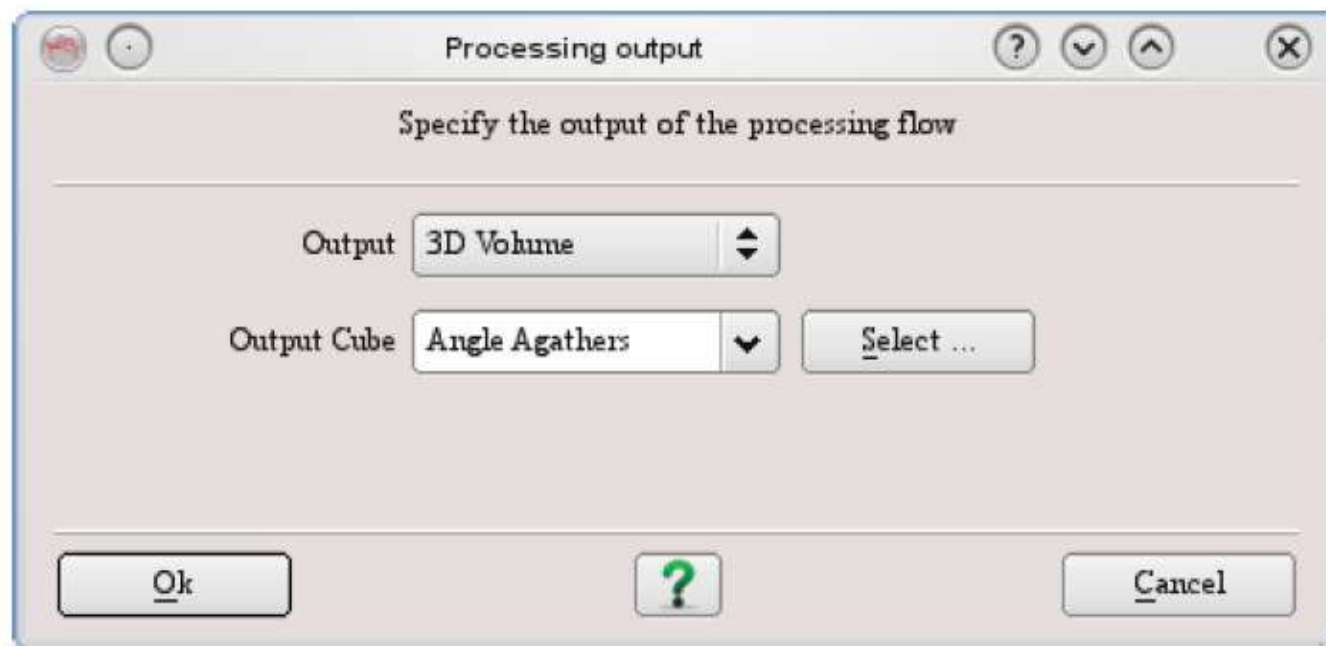 Processing output
Specify the output of the processing flow
Output 3D Volume
Output Cube Angle Agathers Select ...
Ok ? Cancel